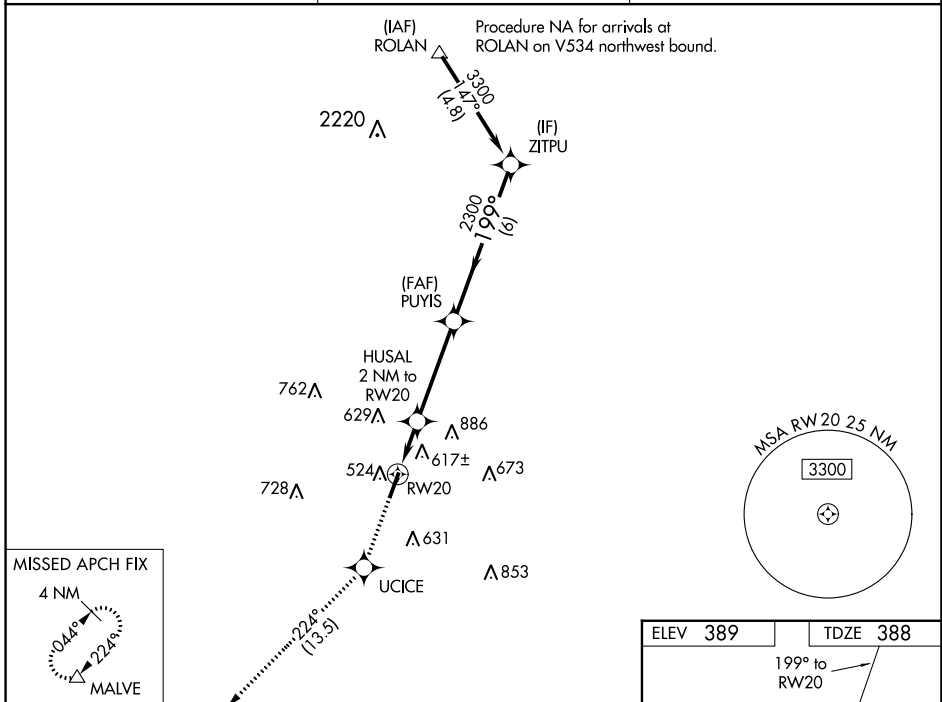 (IAF)
ROLAN
Procedure NA for arrivals at
ROLAN on V534 northwest bound.
3300
147°
(4.8)
2220
(IF)
ZITPU
2300
199°
(6)
(FAF)
PUYIS
HUSAL
2 NM to
RW20
762
629
886
617±
524
RW20
673
728
631
UCICE
853
224°
(13.5)
MSA RW20 25 NM
3300
MISSED APCH FIX
4 NM
044°
224°
MALVE
ELEV 389
TDZE 388
199° to
RW20